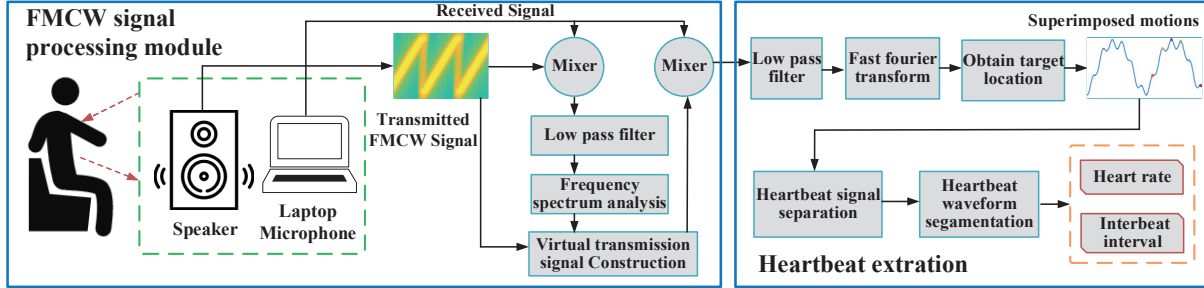 FMCW signal
processing module
Received Signal
Mixer
Mixer
Transmitted
FMCW Signal
Low pass filter
Frequency
spectrum analysis
Virtual transmission
signal Construction
Speaker
Laptop
Microphone
Low pass
filter
Fast fourier
transform
Obtain target
location
Superimposed motions
Heartbeat signal
separation
Heartbeat
waveform
segamentation
Heart rate
Interbeat
interval
Heartbeat extration